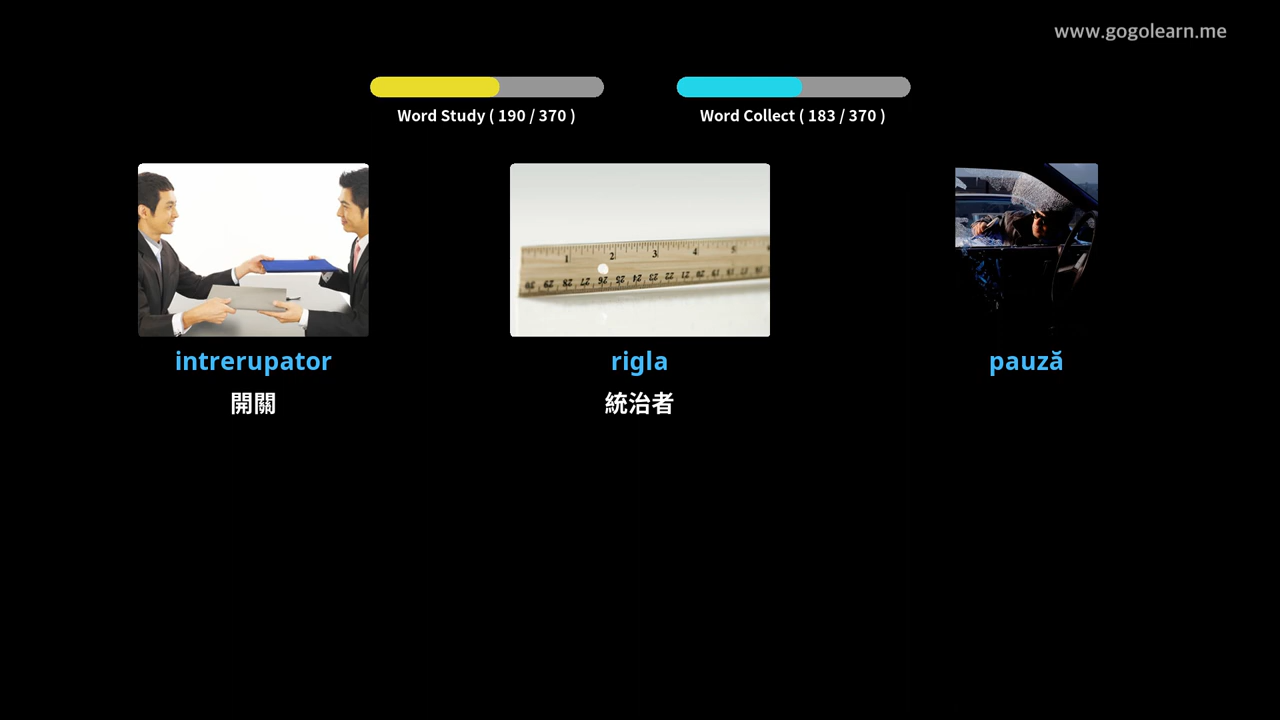 www.gogolearn.me
Word Study ( 190 / 370 )
Word Collect ( 183 / 370 )
intrerupator
開關
rigla
統治者
pauză